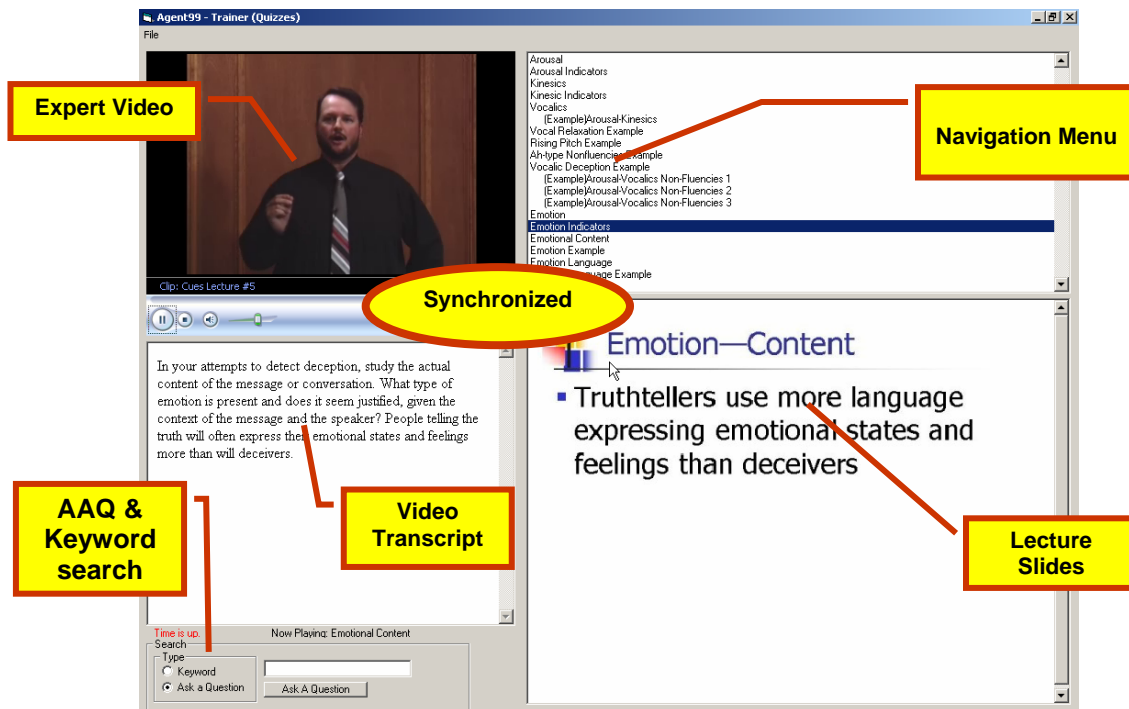 Agent99 - Trainer (Quizzes)
File
Expert Video
Clip: Cues Lecture #5
Arousal
Arousal Indicators
Kinesics
Kinesic Indicators
Vocalics
(Example)Arousal-Kinesics
Vocal Relaxation Example
Rising Pitch Example
Ah-type Nonfluencies Example
Vocalic Deception Example
(Example)Arousal-Vocalics Non-Fluencies 1
(Example)Arousal-Vocalics Non-Fluencies 2
(Example)Arousal-Vocalics Non-Fluencies 3
Emotion
Emotion Indicators
Emotional Content
Emotion Example
Emotion Language
Example
Navigation Menu
Synchronized
In your attempts to detect deception, study the actual
content of the message or conversation. What type of
emotion is present and does it seem justified, given the
context of the message and the speaker? People telling the
truth will often express their emotional states and feelings
more than will deceivers.
Video
Transcript
Emotion—Content
Truthtellers use more language
expressing emotional states and
feelings than deceivers
Lecture
Slides
AAQ &
Keyword
search
Time is up.
Now Playing: Emotional Content
Search
Type
Keyword
Ask a Question
Ask A Question